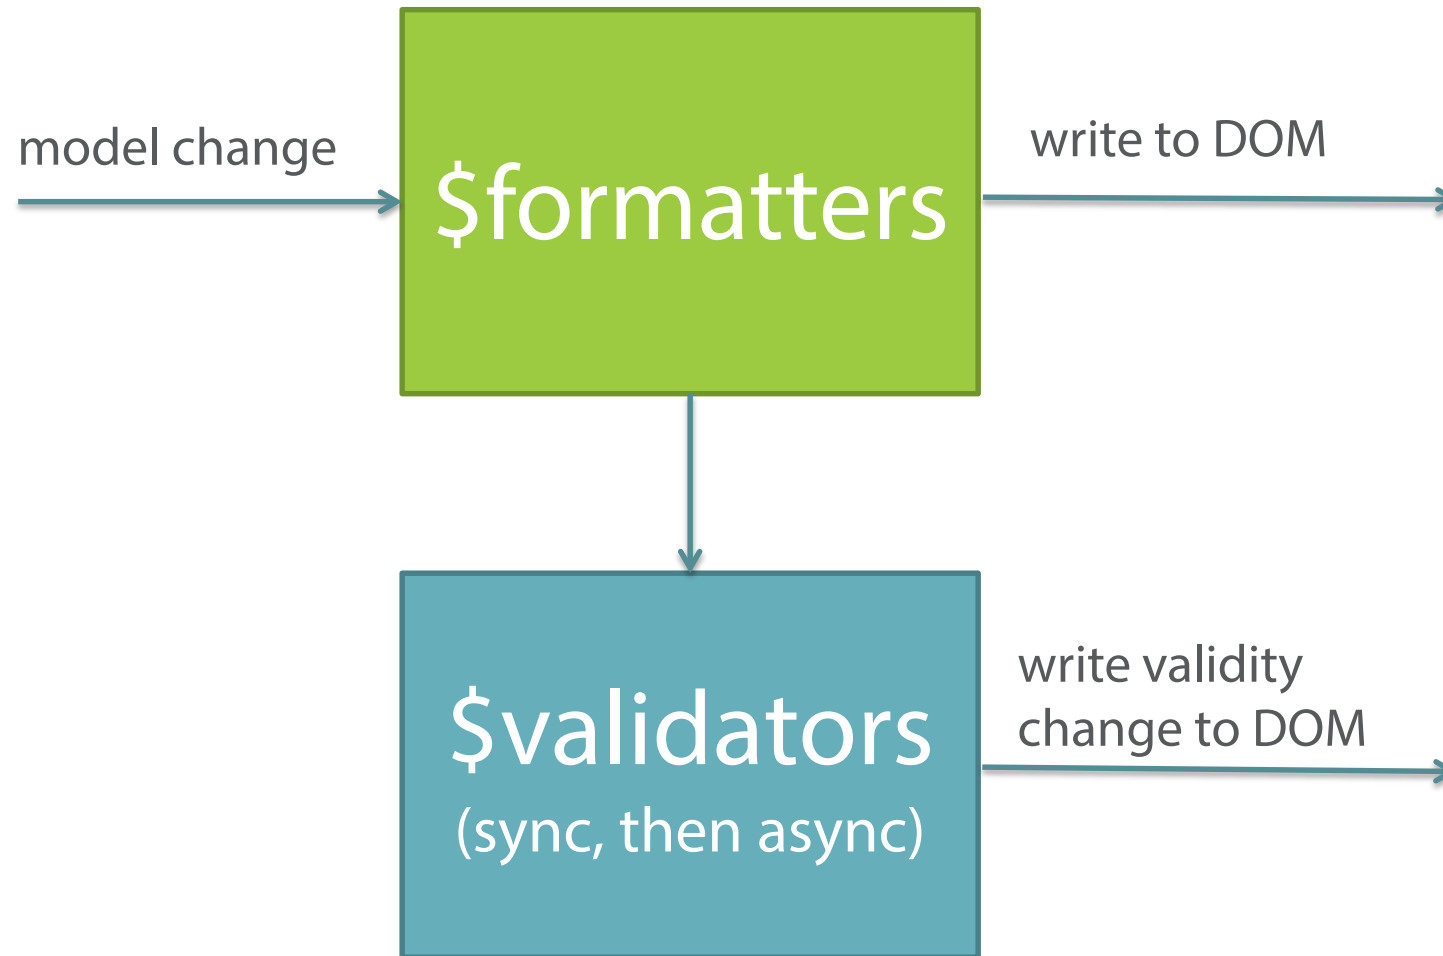 model change
$formatters
write to DOM
$validators
(sync, then async)
write validity
change to DOM